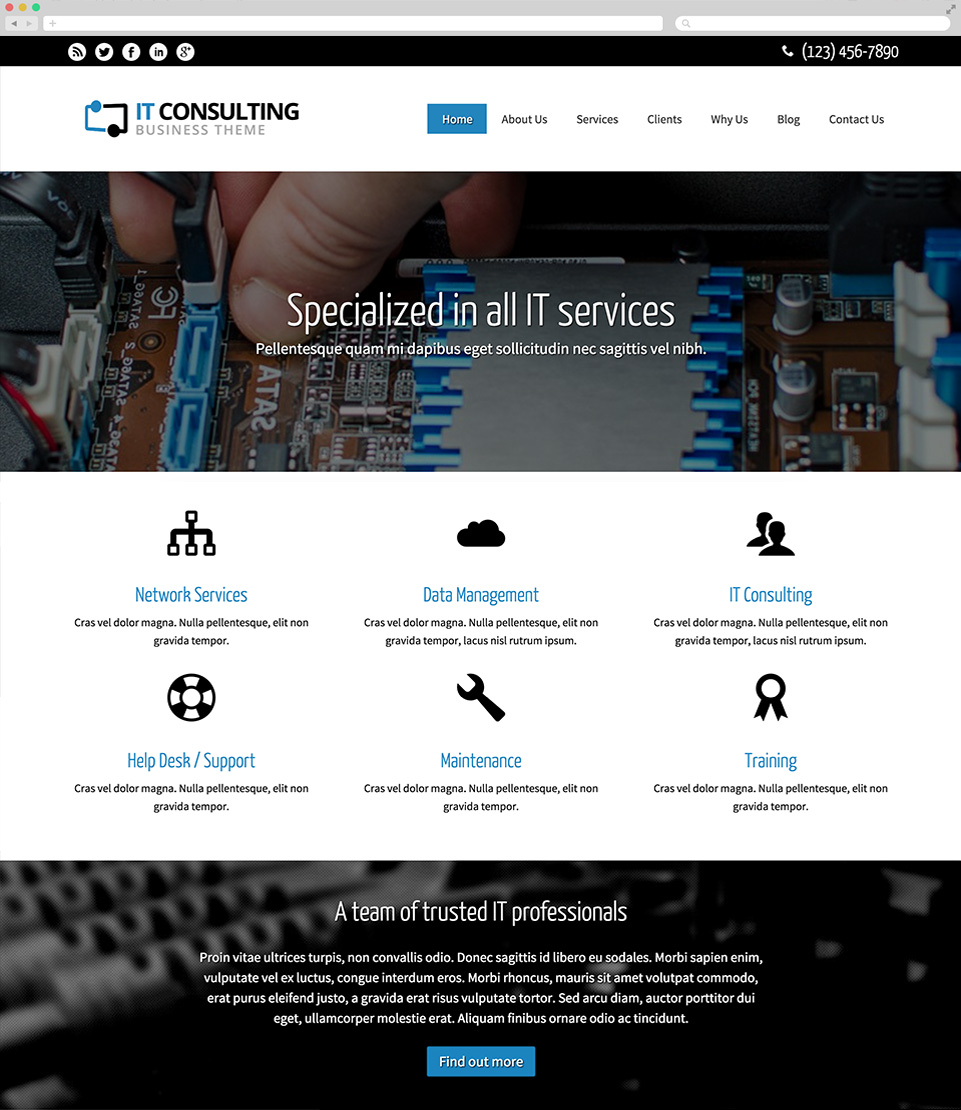 (123) 456-7890
IT CONSULTING
BUSINESS THEME
Home About Us Services Clients Why Us Blog Contact Us
Specialized in all IT services
Pellentesque quam mi dapibus eget sollicitudin nec sagittis vel nibh.
SATA6G_1
SATA6G_2
Network Services
Cras vel dolor magna. Nulla pellentesque, elit non
gravida tempor.
Data Management
Cras vel dolor magna. Nulla pellentesque, elit non
gravida tempor, lacus nisl rutrum ipsum.
IT Consulting
Cras vel dolor magna. Nulla pellentesque, elit non
gravida tempor, lacus nisl rutrum ipsum.
Help Desk / Support
Cras vel dolor magna. Nulla pellentesque, elit non
gravida tempor.
Maintenance
Cras vel dolor magna. Nulla pellentesque, elit non
gravida tempor.
Training
Cras vel dolor magna. Nulla pellentesque, elit non
gravida tempor.
A team of trusted IT professionals
Proin vitae ultrices turpis, non convallis odio. Donec sagittis id libero eu sodales. Morbi sapien enim,
vulputate vel ex luctus, congue interdum eros. Morbi rhoncus, mauris sit amet volutpat commodo,
erat purus eleifend justo, a gravida erat risus vulputate tortor. Sed arcu diam, auctor porttitor dui
eget, ullamcorper molestie erat. Aliquam finibus ornare odio ac tincidunt.
Find out more